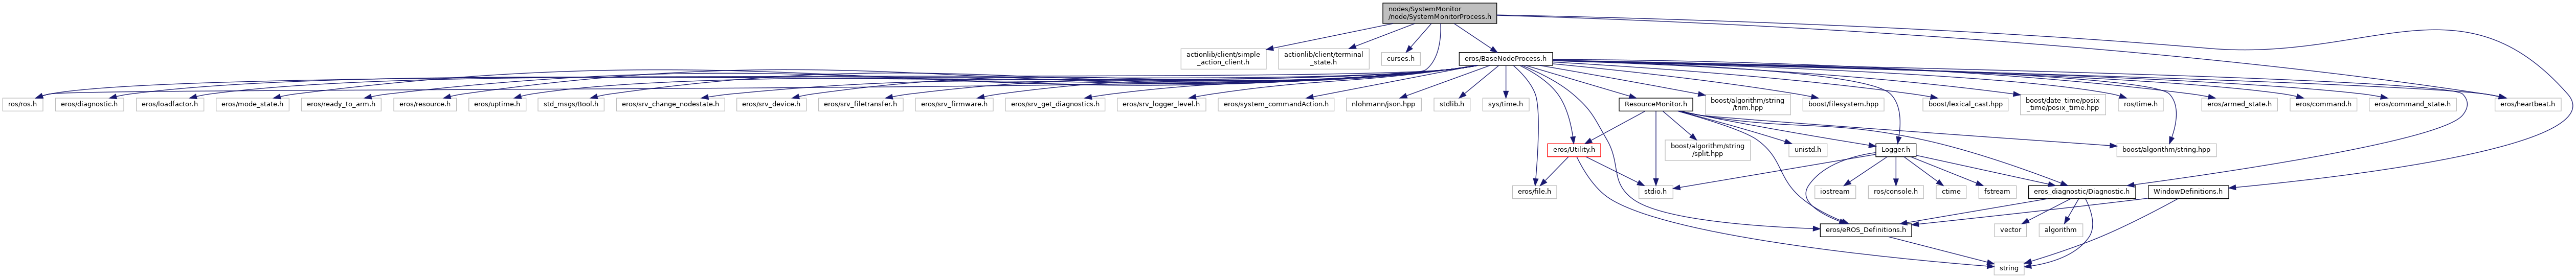 nodes/SystemMonitor
/node/SystemMonitorProcess.h
actionlib/client/simple
_action_client.h
actionlib/client/terminal
_state.h
curses.h
eros/BaseNodeProcess.h
ros/ros.h
eros/diagnostic.h
eros/loadfactor.h
eros/mode_state.h
eros/ready_to_arm.h
eros/resource.h
eros/uptime.h
std_msgs/Bool.h
eros/srv_change_nodestate.h
eros/srv_device.h
eros/srv_filetransfer.h
eros/srv_firmware.h
eros/srv_get_diagnostics.h
eros/srv_logger_level.h
eros/system_commandAction.h
nlohmann/json.hpp
stdlib.h
sys/time.h
ResourceMonitor.h
boost/algorithm/string
/trim.hpp
boost/filesystem.hpp
boost/lexical_cast.hpp
boost/date_time/posix
_time/posix_time.hpp
ros/time.h
eros/armed_state.h
eros/command.h
eros/command_state.h
eros/heartbeat.h
eros/Utility.h
boost/algorithm/string
/split.hpp
unistd.h
Logger.h
boost/algorithm/string.hpp
eros/file.h
stdio.h
iostream
ros/console.h
ctime
fstream
eros_diagnostic/Diagnostic.h
WindowDefinitions.h
eros/eROS_Definitions.h
vector
algorithm
string